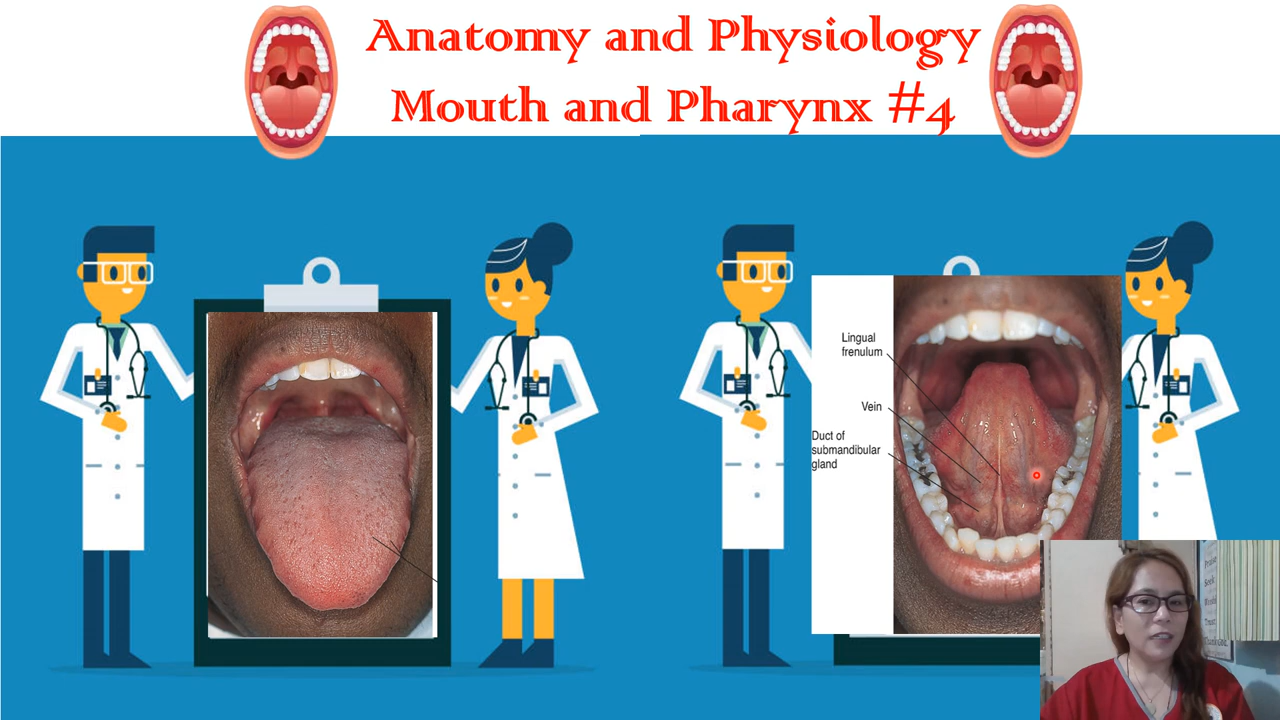 Anatomy and Physiology
Mouth and Pharynx #4
Lingual
frenulum
Vein
Duct of
submandibular
gland